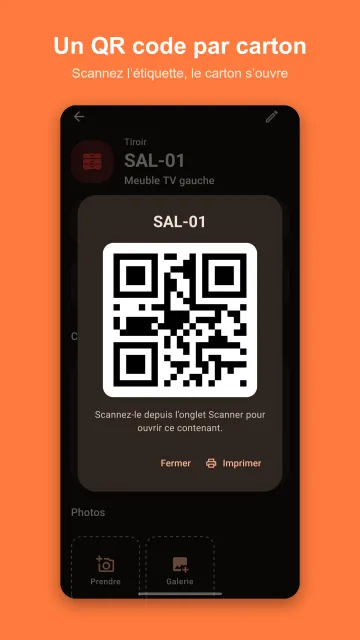 Un QR code par carton
Scannez l'étiquette, le carton s'ouvre
Tiroir
SAL-01
Meuble TV gauche
SAL-01
C
Scannez-le depuis l'onglet Scanner pour
ouvrir ce contenant.
Fermer
Imprimer
Photos
Prendre
Galerie